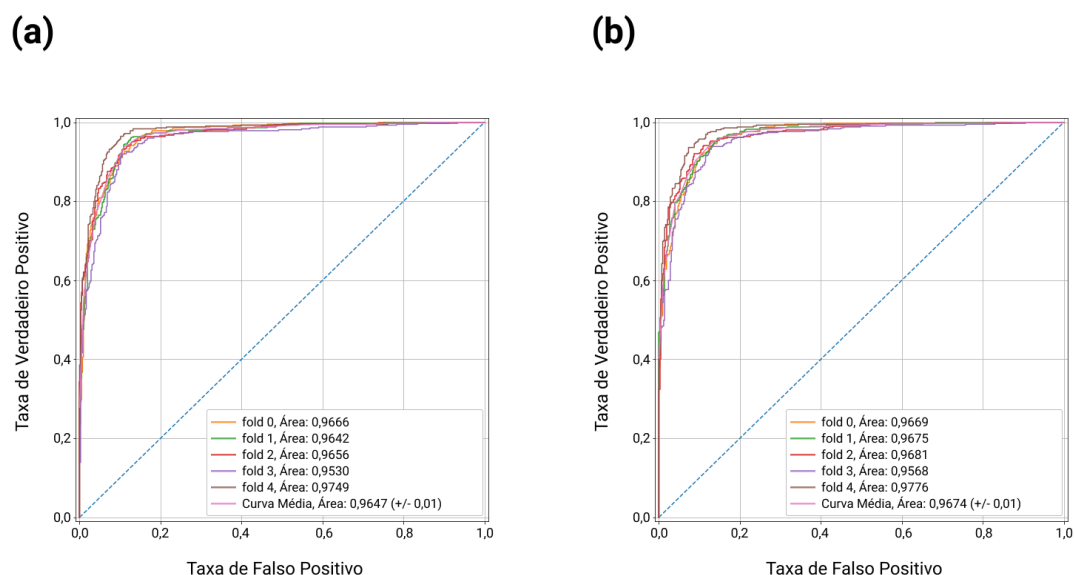 (a)
Taxa de Verdadeiro Positivo
1,0
0,8
0,6
0,4
0,2
0,0
fold 0, Área: 0,9666
fold 1, Área: 0,9642
fold 2, Área: 0,9656
fold 3, Área: 0,9530
fold 4, Área: 0,9749
Curva Média, Área: 0,9647 (+/- 0,01)
0,0 0,2 0,4 0,6 0,8 1,0
Taxa de Falso Positivo
(b)
Taxa de Verdadeiro Positivo
1,0
0,8
0,6
0,4
0,2
0,0
fold 0, Área: 0,9669
fold 1, Área: 0,9675
fold 2, Área: 0,9681
fold 3, Área: 0,9568
fold 4, Área: 0,9776
Curva Média, Área: 0,9674 (+/- 0,01)
0,0 0,2 0,4 0,6 0,8 1,0
Taxa de Falso Positivo